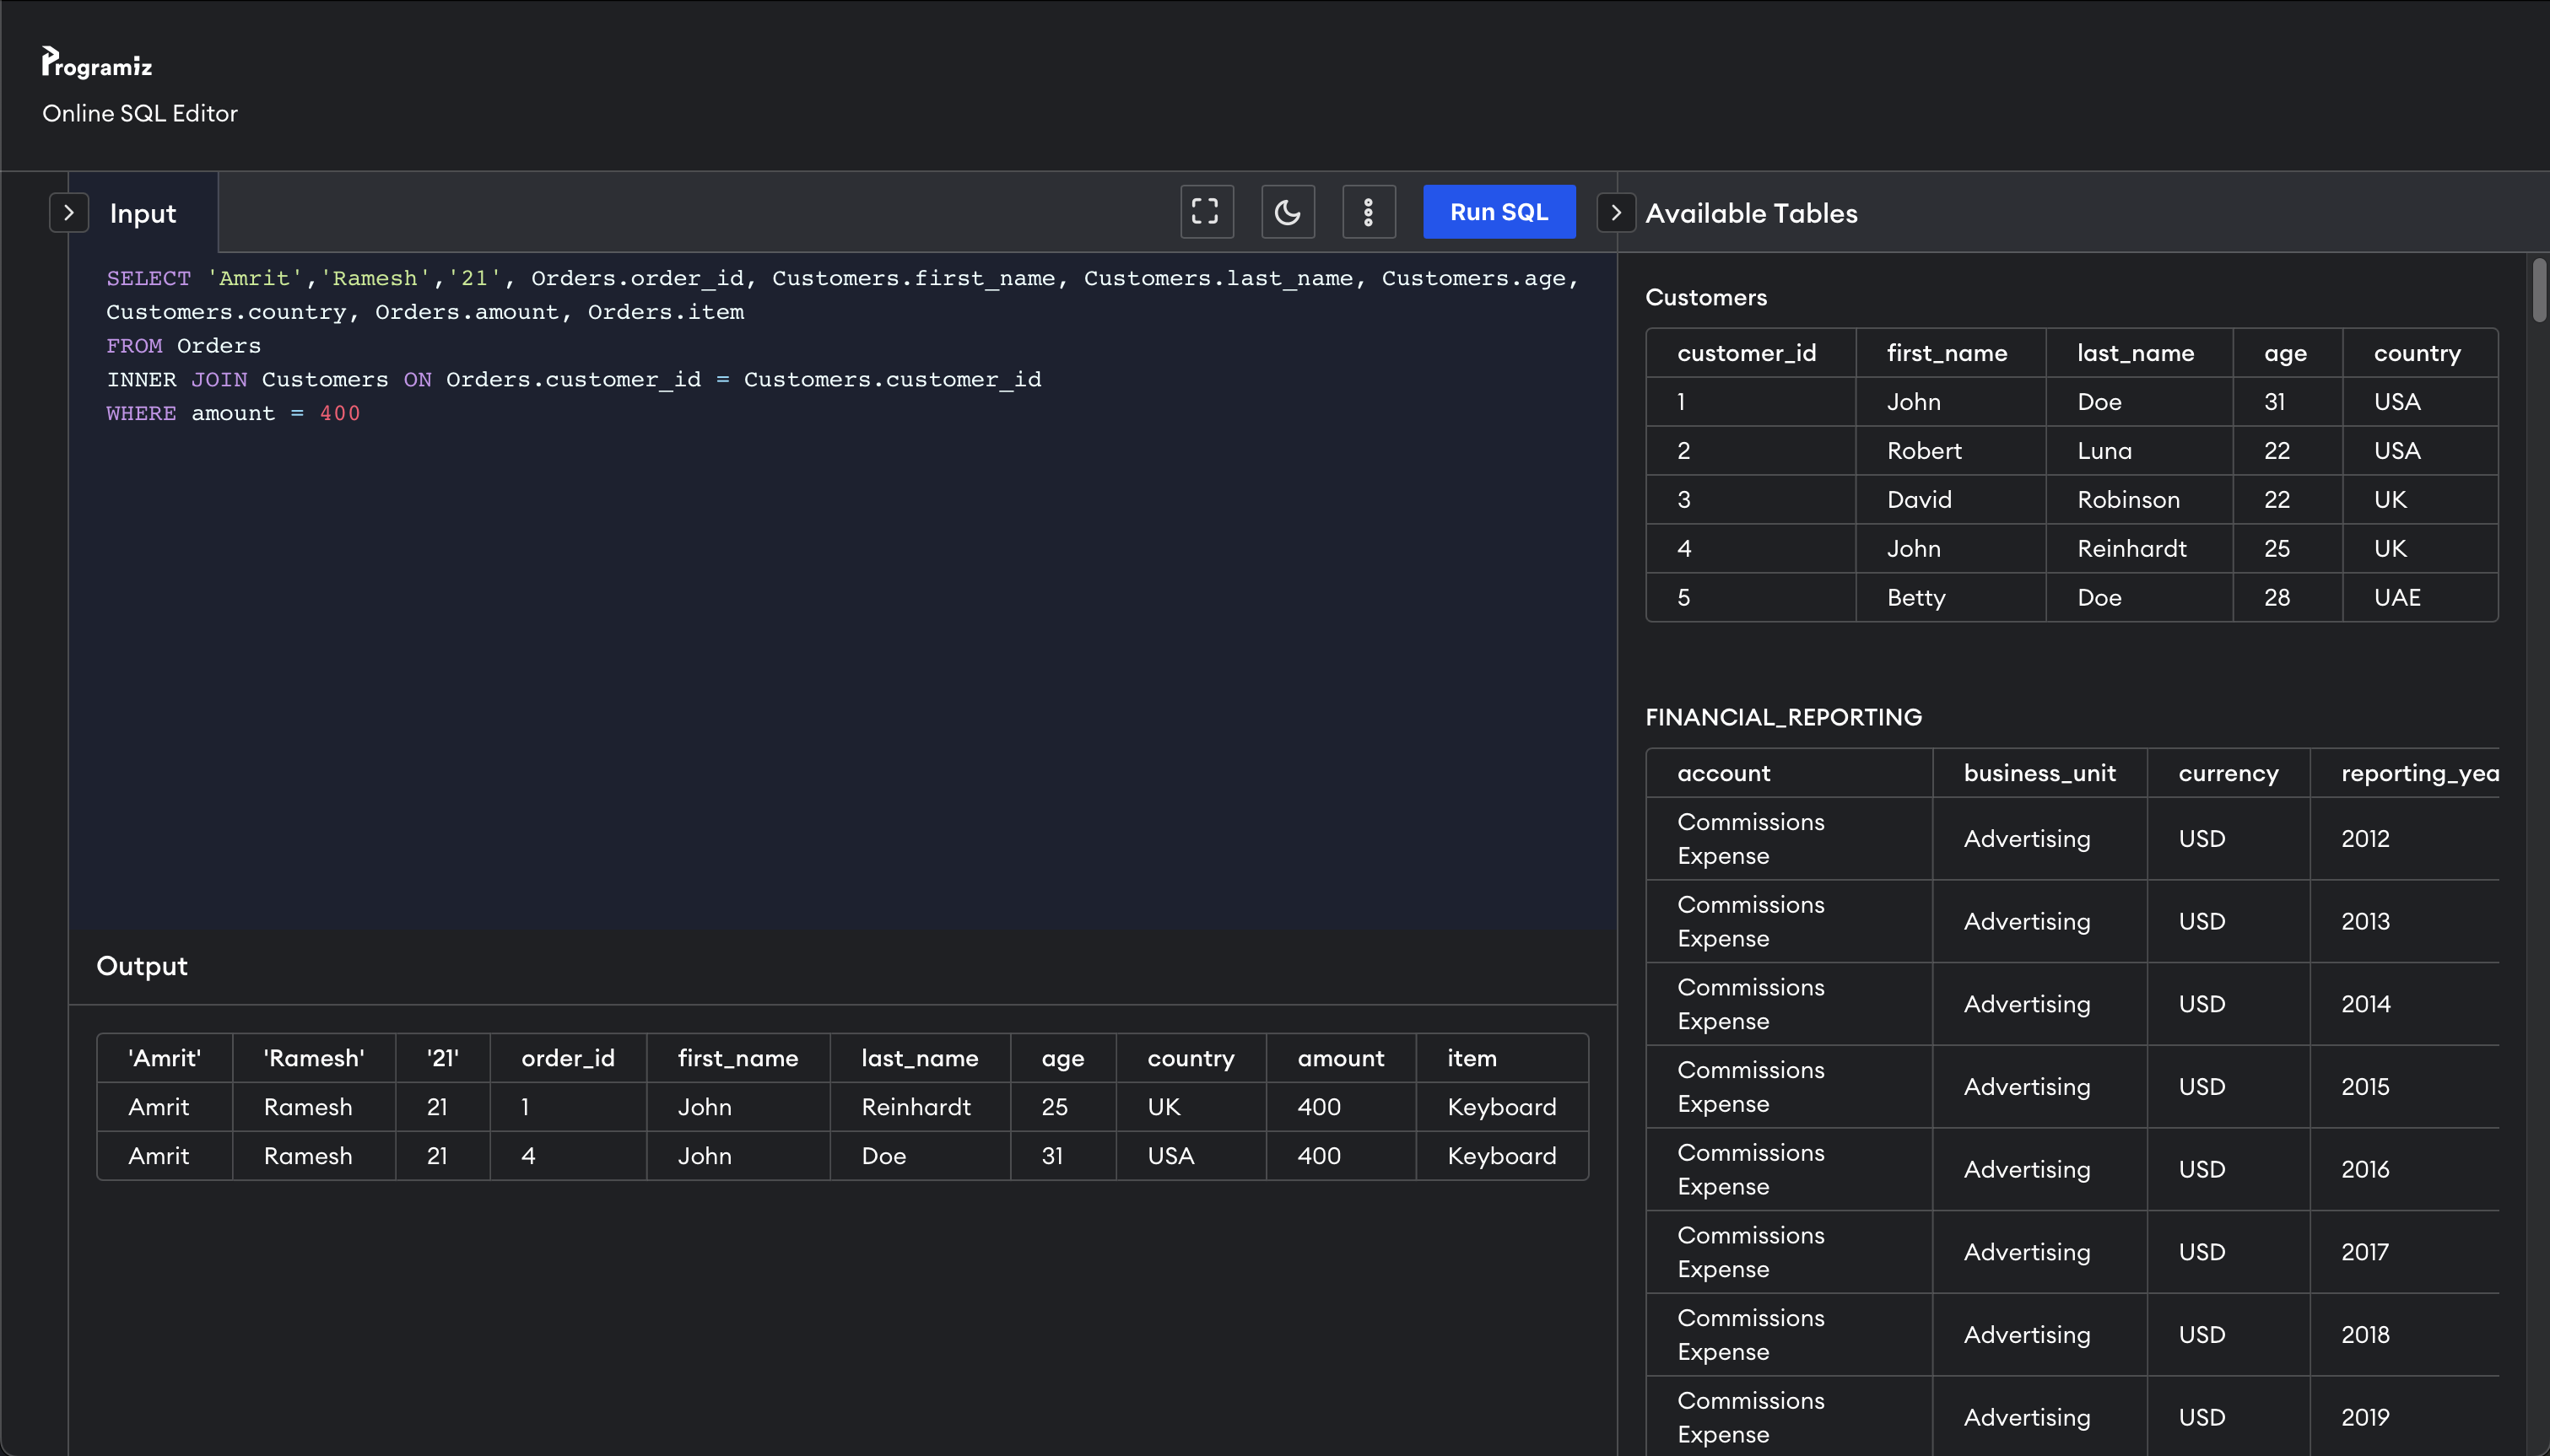 Programiz
Online SQL Editor
Input
Run SQL
SELECT 'Amrit','Ramesh','21', Orders.order_id, Customers.first_name, Customers.last_name, Customers.age,
Customers.country, Orders.amount, Orders.item
FROM Orders
INNER JOIN Customers ON Orders.customer_id = Customers.customer_id
WHERE amount = 400
Output
'Amrit' 'Ramesh' '21' order_id first_name last_name age country amount item
Amrit Ramesh 21 1 John Reinhardt 25 UK 400 Keyboard
Amrit Ramesh 21 4 John Doe 31 USA 400 Keyboard
Available Tables
Customers
customer_id first_name last_name age country
1 John Doe 31 USA
2 Robert Luna 22 USA
3 David Robinson 22 UK
4 John Reinhardt 25 UK
5 Betty Doe 28 UAE
FINANCIAL_REPORTING
account business_unit currency reporting_yea
Commissions
Expense Advertising USD 2012
Commissions
Expense Advertising USD 2013
Commissions
Expense Advertising USD 2014
Commissions
Expense Advertising USD 2015
Commissions
Expense Advertising USD 2016
Commissions
Expense Advertising USD 2017
Commissions
Expense Advertising USD 2018
Commissions
Expense Advertising USD 2019